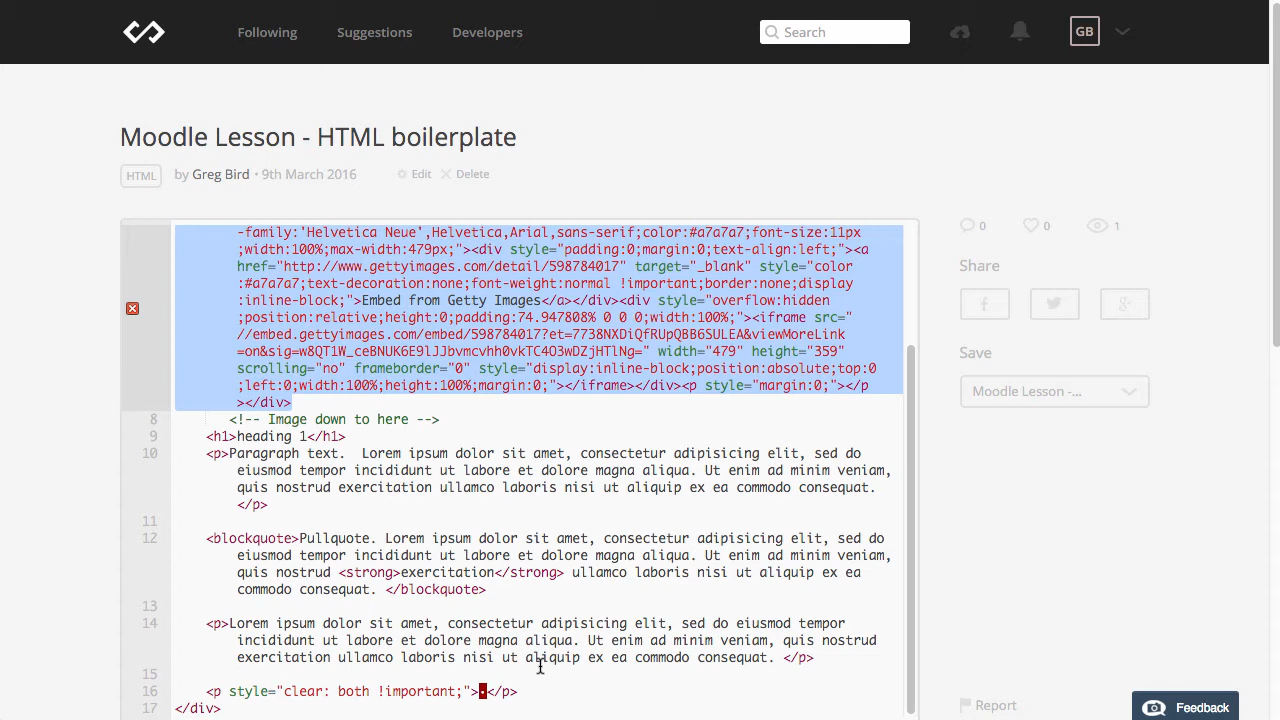 Following
Suggestions
Developers
Search
GB
Moodle Lesson - HTML boilerplate
HTML
by Greg Bird • 9th March 2016
Edit
Delete
-family:'Helvetica Neue',Helvetica,Arial,sans-serif;color:#a7a7a7;font-size:11px
;width:100%;max-width:479px;"><div style="padding:0;margin:0;text-align:left;"><a
href="http://www.gettyimages.com/detail/598784017" target="_blank" style="color
:#a7a7a7;text-decoration:none;font-weight:normal !important;border:none;display
:inline-block;">Embed from Getty Images</a></div><div style="overflow:hidden
;position:relative;height:0;padding:74.947808% 0 0 0;width:100%;"><iframe src="
//embed.gettyimages.com/embed/598784017?et=7738NXDiQfRUpQBB6SULEA&viewMoreLink
=on&sig=w8QT1W_ceBNUK6E9lJJbvmcvhh0vkTC4O3wDZjHTlNg=" width="479" height="359"
scrolling="no" frameborder="0" style="display:inline-block;position:absolute;top:0
;left:0;width:100%;height:100%;margin:0;"></iframe></div><p style="margin:0;"></p
></div>
8 <!-- Image down to here -->
9 <h1>heading 1</h1>
10 <p>Paragraph text.  Lorem ipsum dolor sit amet, consectetur adipisicing elit, sed do
eiusmod tempor incididunt ut labore et dolore magna aliqua. Ut enim ad minim veniam,
quis nostrud exercitation ullamco laboris nisi ut aliquip ex ea commodo consequat.
</p>
11
12 <blockquote>Pullquote. Lorem ipsum dolor sit amet, consectetur adipisicing elit, sed do
eiusmod tempor incididunt ut labore et dolore magna aliqua. Ut enim ad minim veniam,
quis nostrud <strong>exercitation</strong> ullamco laboris nisi ut aliquip ex ea
commodo consequat. </blockquote>
13
14 <p>Lorem ipsum dolor sit amet, consectetur adipisicing elit, sed do eiusmod tempor
incididunt ut labore et dolore magna aliqua. Ut enim ad minim veniam, quis nostrud
exercitation ullamco laboris nisi ut aliquip ex ea commodo consequat. </p>
15
16 <p style="clear: both !important;">•</p>
17 </div>
0
0
1
Share
Save
Moodle Lesson -...
Report
Feedback